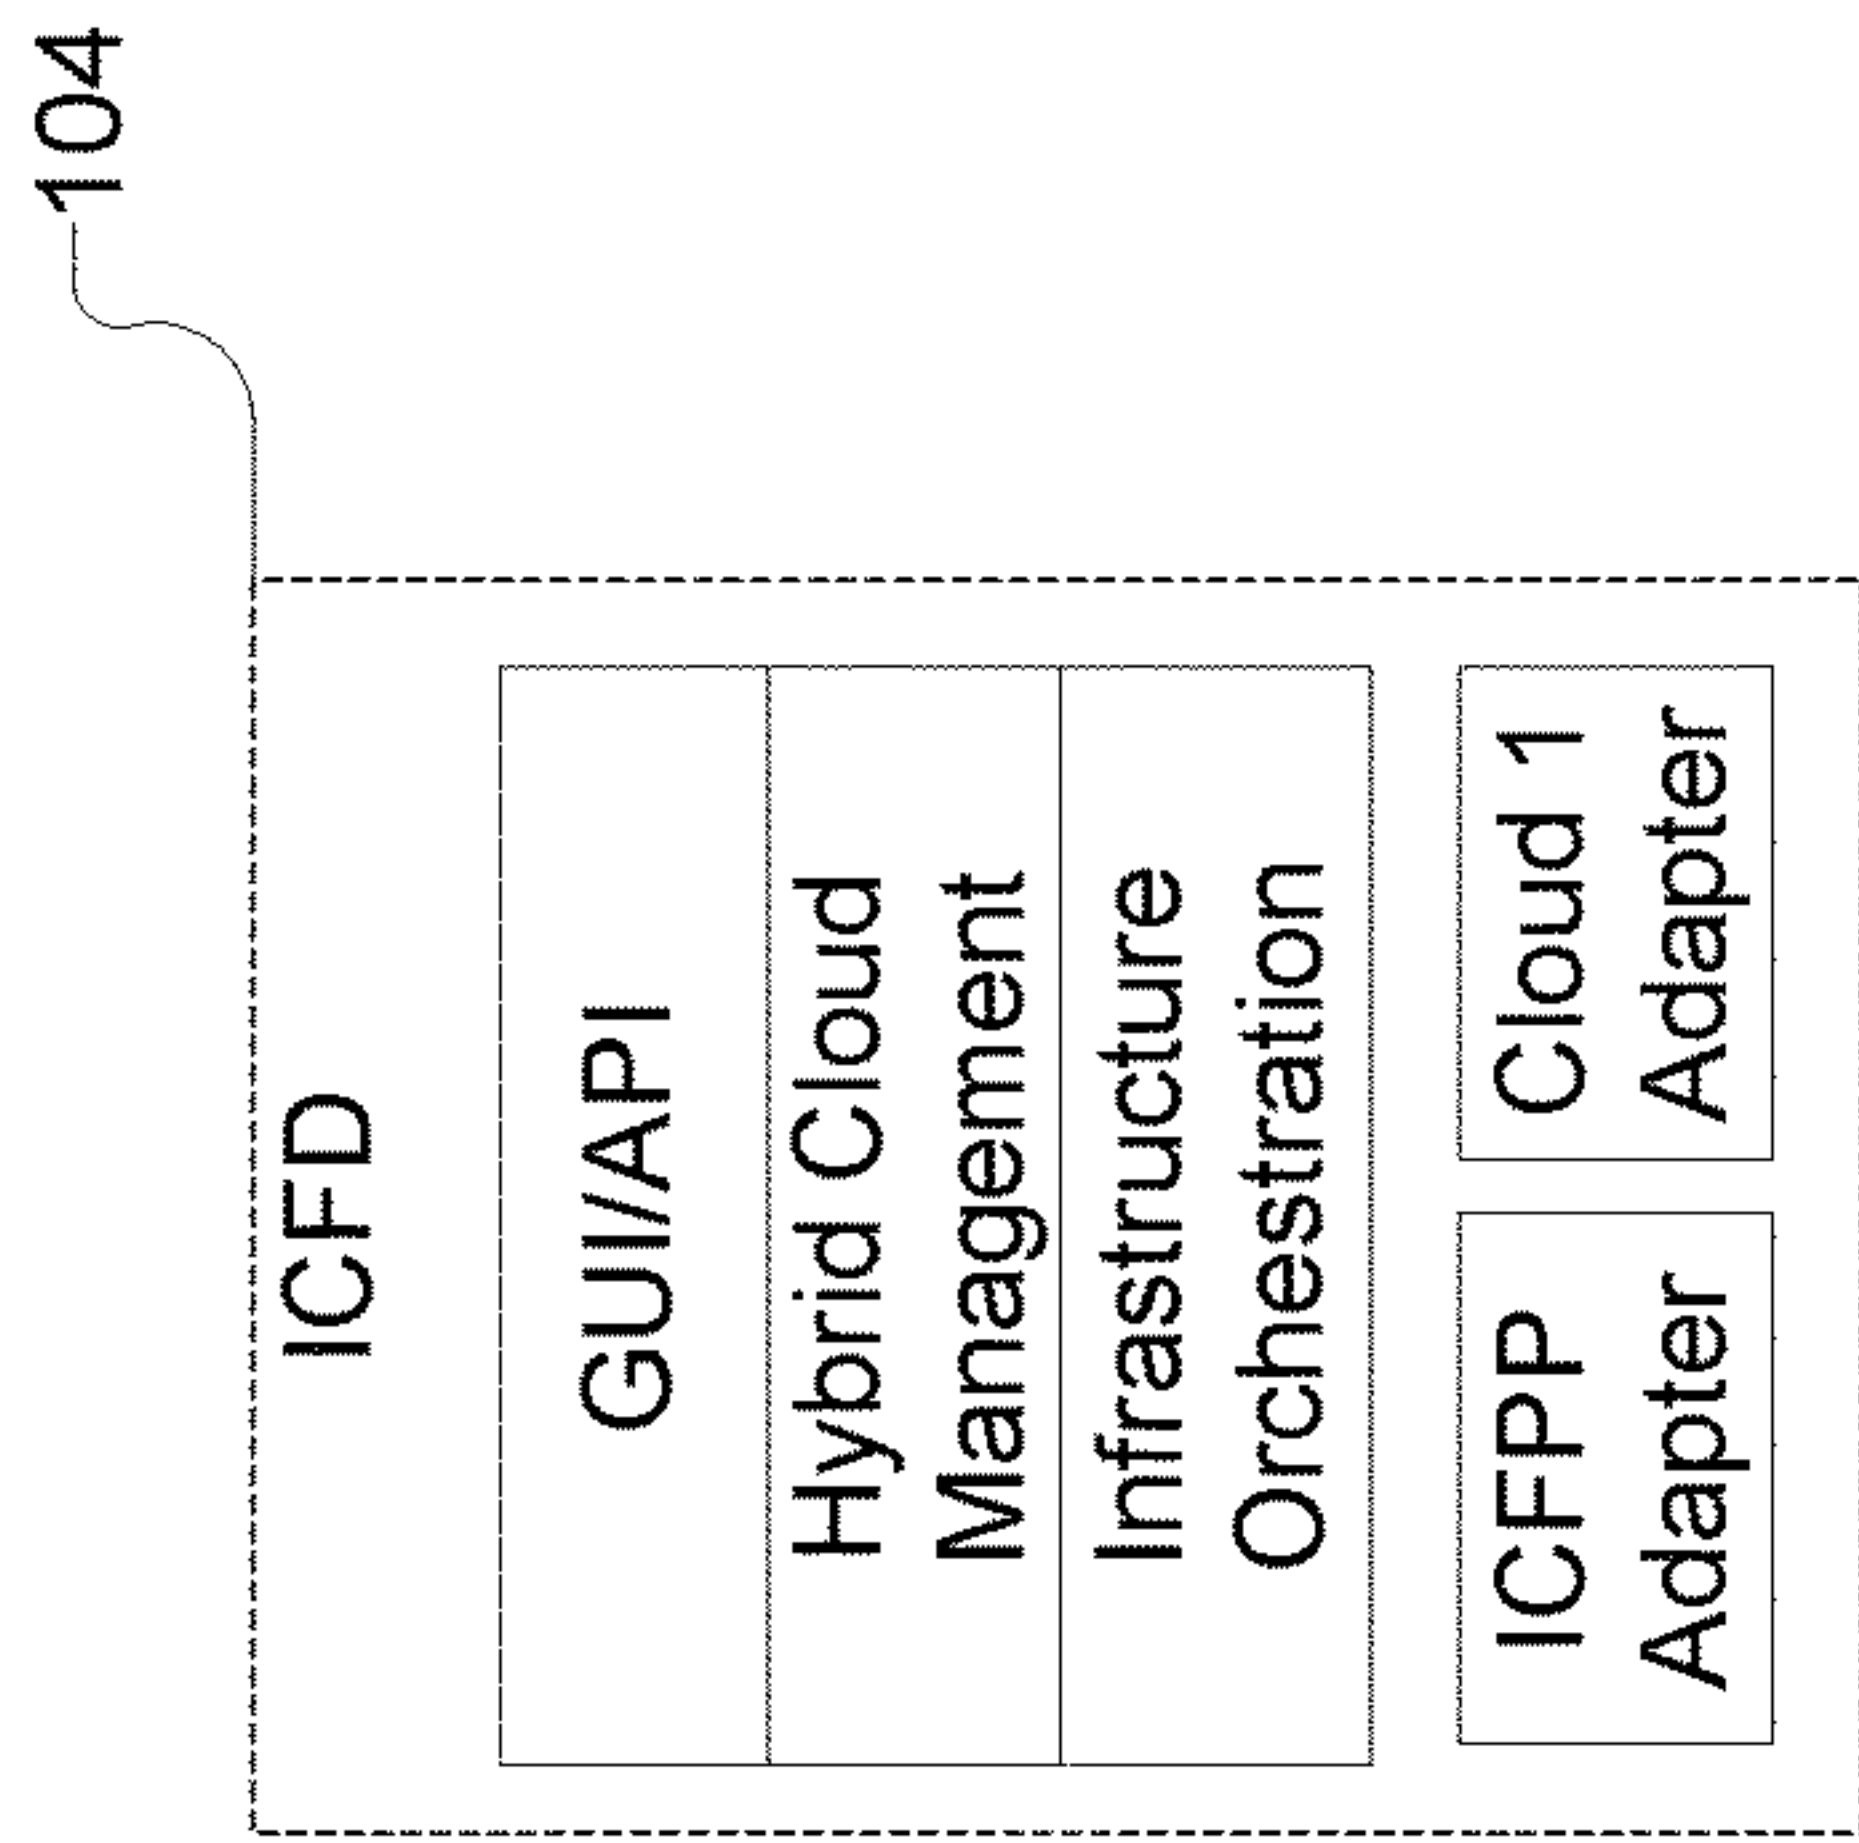 104
ICFD
GUI/API
Hybrid Cloud
Management
Infrastructure
Orchestration
ICFPP
Adapter
Cloud 1
Adapter